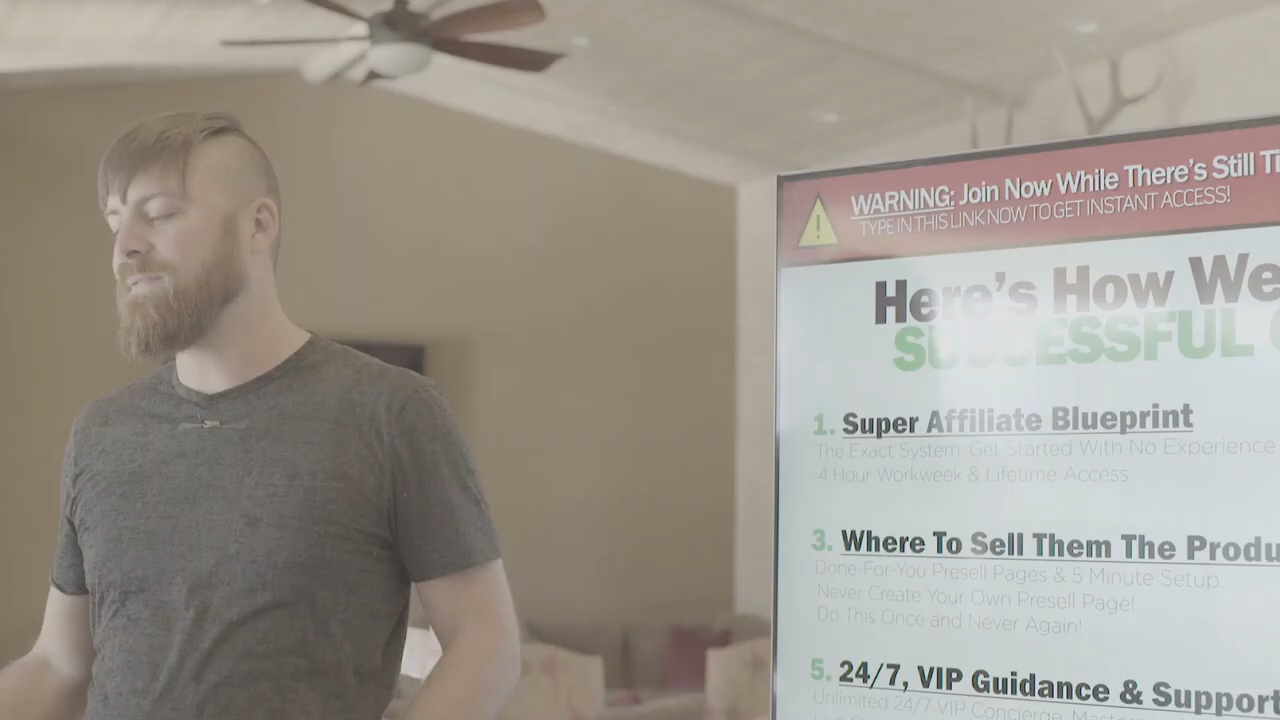 WARNING: Join Now While There's Still
TYPE IN THIS LINK NOW TO GET INSTANT ACCESS!
Here's How We
SUCCESSFUL
1. Super Affiliate Blueprint
The Exact System. Get Started With No Experience
4 Hour Workweek & Lifetime Access
3. Where To Sell Them The Produ
Done-For-You Presell Pages & 5 Minute Setup.
Never Create Your Own Presell Page!
Do This Once and Never Again!
5. 24/7, VIP Guidance & Support
Unlimited 24/7 VIP Concierge,